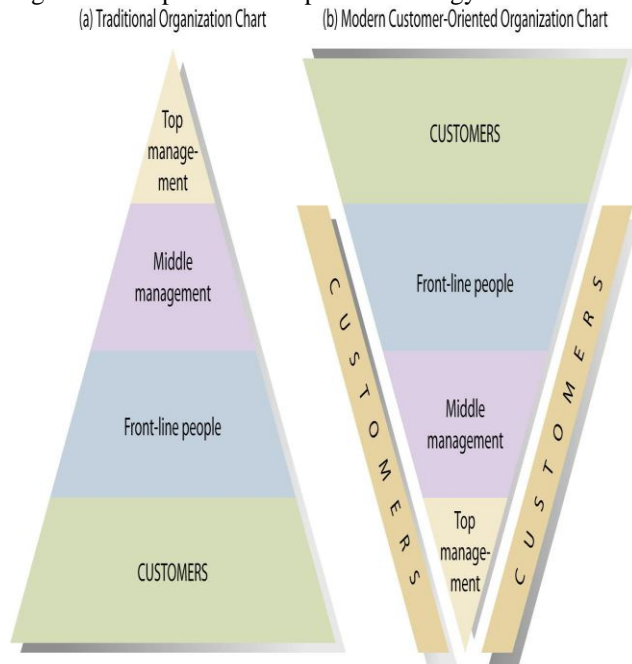 (a) Traditional Organization Chart
(b) Modern Customer-Oriented Organization Chart
Top
manage-
ment
Middle
management
Front-line people
CUSTOMERS
CUSTOMERS
Front-line people
Middle
management
Top
manage-
ment
CUSTOMERS
CUSTOMERS